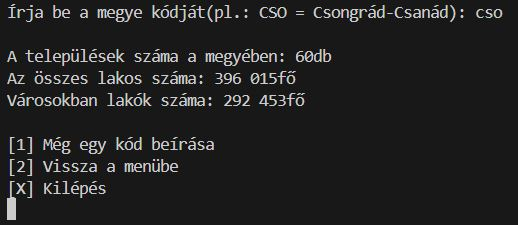 Írja be a megye kódját(pl.: CSO = Csongrád-Csanád): cso
A települések száma a megyében: 60db
Az összes lakos száma: 396 015fő
Városokban lakók száma: 292 453fő
[1] Még egy kód beírása
[2] Vissza a menübe
[X] Kilépés